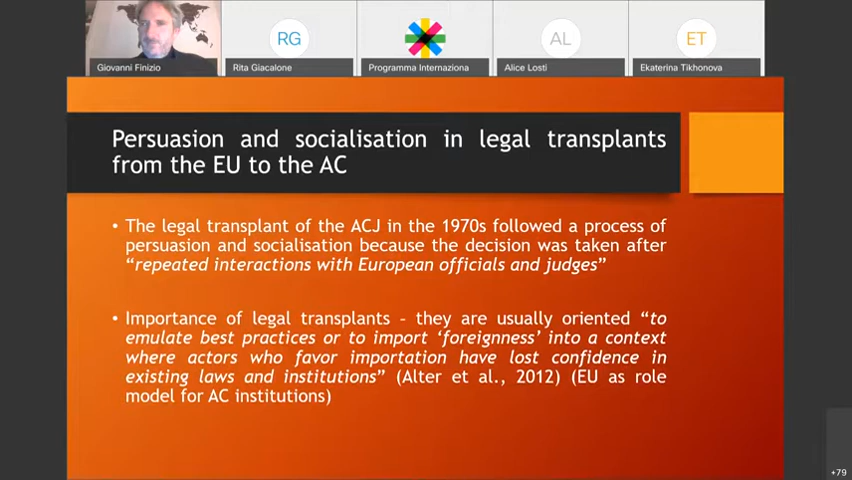 RG
AL
ET
Giovanni Finizio
Rita Giacalone
Programma Internaziona
Alice Losti
Ekaterina Tikhonova
Persuasion and socialisation in legal transplants
from the EU to the AC
• The legal transplant of the ACJ in the 1970s followed a process of
persuasion and socialisation because the decision was taken after
“repeated interactions with European officials and judges”
• Importance of legal transplants – they are usually oriented “to
emulate best practices or to import ‘foreignness’ into a context
where actors who favor importation have lost confidence in
existing laws and institutions” (Alter et al., 2012) (EU as role
model for AC institutions)
+79